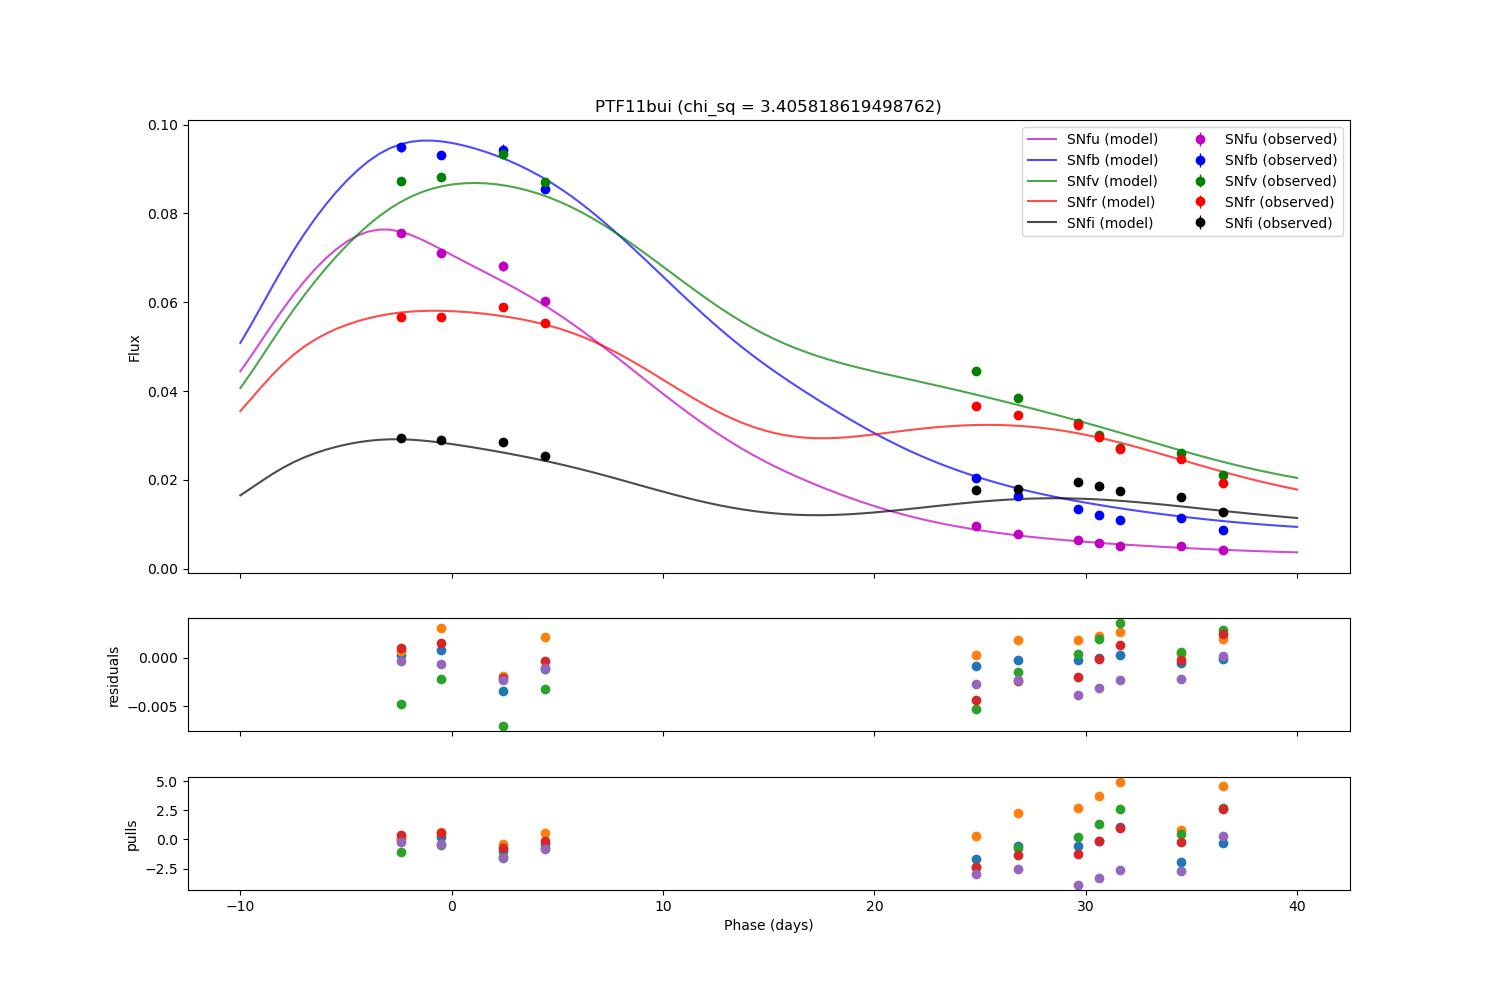 PTF11bui (chi_sq = 3.405818619498762)
0.10
0.08
0.06
0.04
0.02
0.00
Flux
SNfu (model)
SNfb (model)
SNfv (model)
SNfr (model)
SNfi (model)
SNfu (observed)
SNfb (observed)
SNfv (observed)
SNfr (observed)
SNfi (observed)
0.000
−0.005
residuals
5.0
2.5
0.0
−2.5
pulls
−10 0 10 20 30 40
Phase (days)